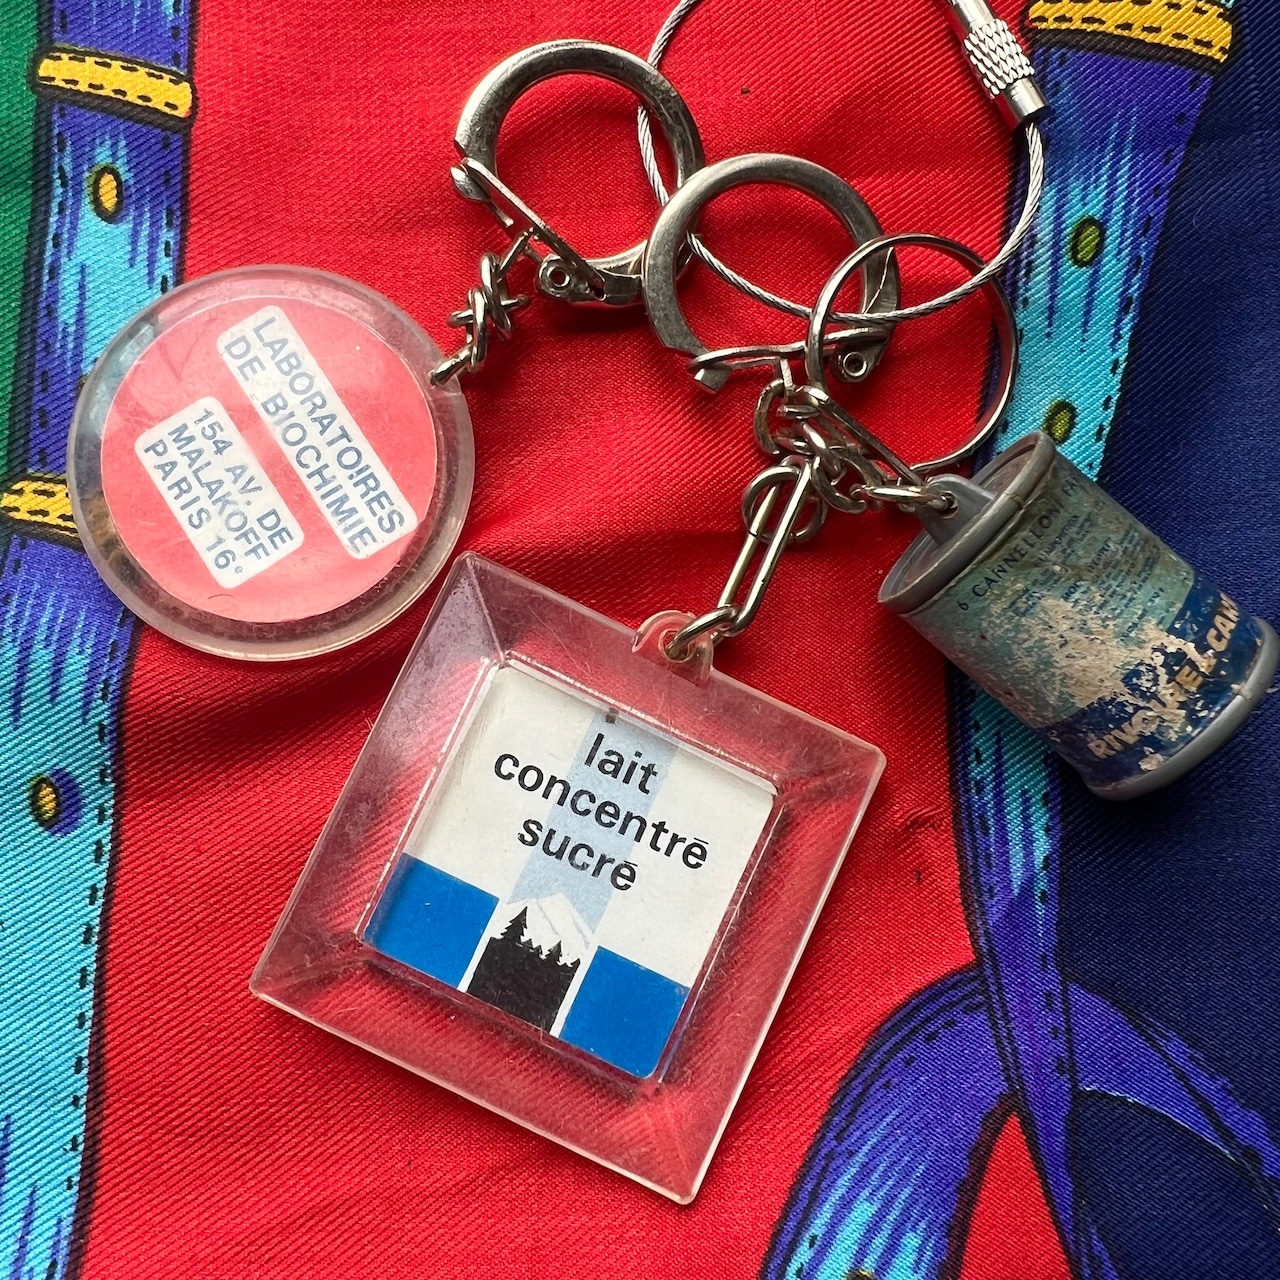 LABORATOIRES
DE BIOCHIMIE
154 AV. DE
MALAKOFF
PARIS 16e
lait
concentré
sucré
6 CANNELLONI